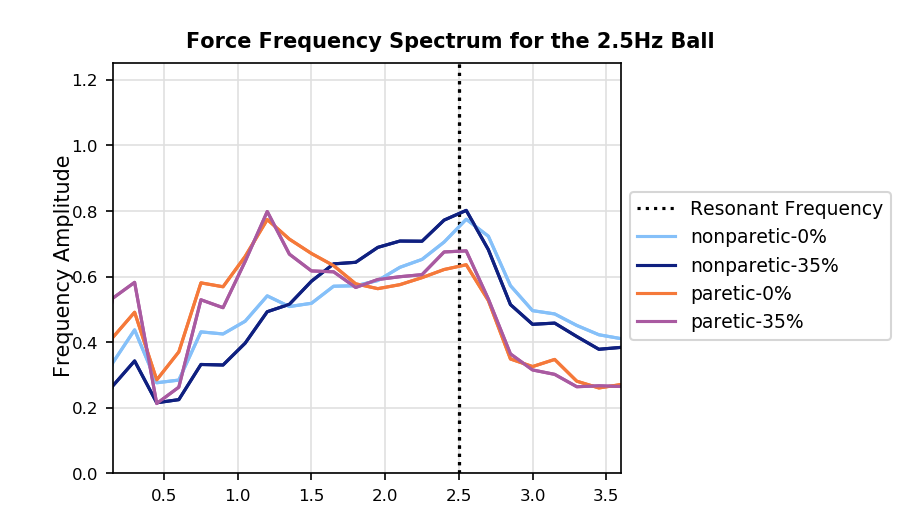 Force Frequency Spectrum for the 2.5Hz Ball
Frequency Amplitude
1.2
1.0
0.8
0.6
0.4
0.2
0.0
0.5
1.0
1.5
2.0
2.5
3.0
3.5
Resonant Frequency
nonparetic-0%
nonparetic-35%
paretic-0%
paretic-35%